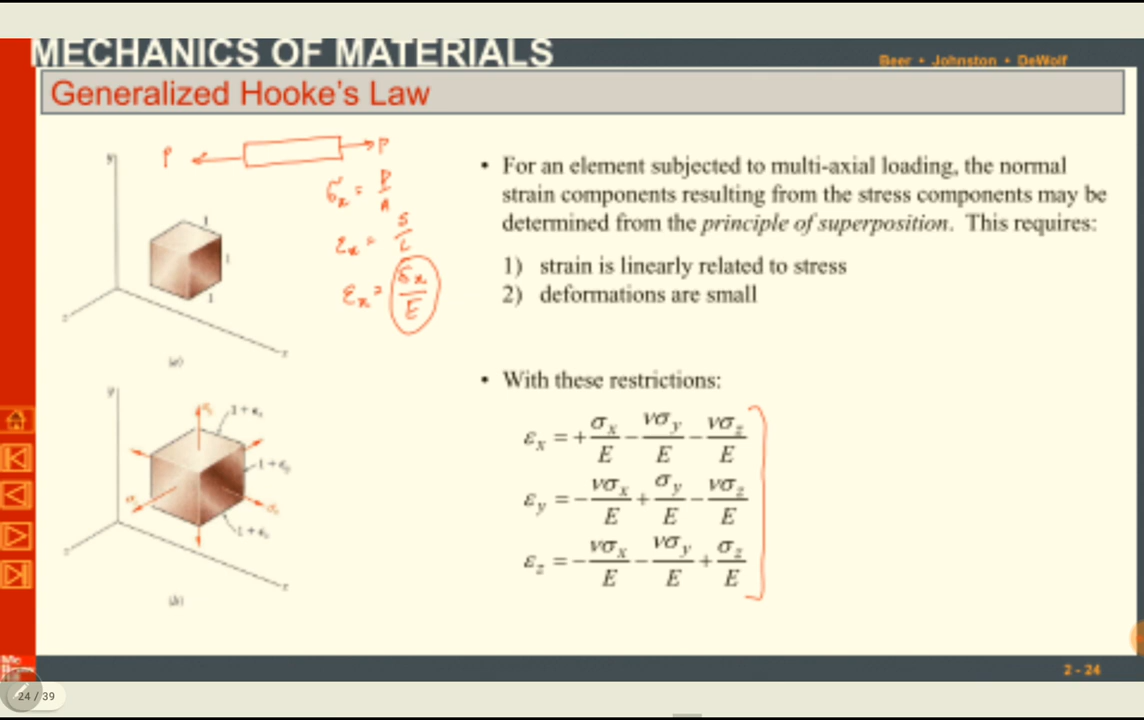 MECHANICS OF MATERIALS
Beer • Johnston • DeWolf
Generalized Hooke's Law
P
P
σx = P/A
εx = δ/L
εx = σx/E
y
1
1
1
z
x
(a)
• For an element subjected to multi-axial loading, the normal
strain components resulting from the stress components may be
determined from the principle of superposition. This requires:
1) strain is linearly related to stress
2) deformations are small
• With these restrictions:
εx = +σx/E − νσy/E − νσz/E
εy = −νσx/E + σy/E − νσz/E
εz = −νσx/E − νσy/E + σz/E
y
z
x
(b)
2 - 24
24 / 39